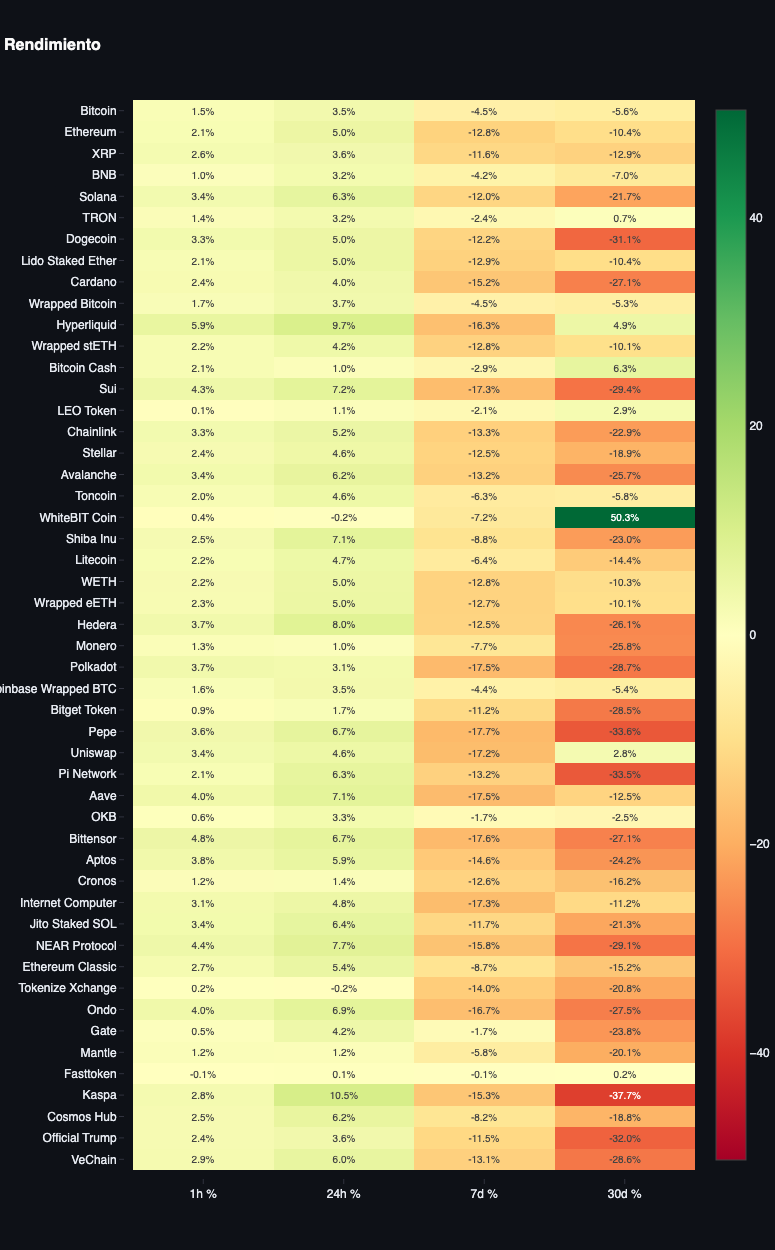 Rendimiento
Bitcoin 1.5% 3.5% -4.5% -5.6%
Ethereum 2.1% 5.0% -12.8% -10.4%
XRP 2.6% 3.6% -11.6% -12.9%
BNB 1.0% 3.2% -4.2% -7.0%
Solana 3.4% 6.3% -12.0% -21.7%
TRON 1.4% 3.2% -2.4% 0.7%
Dogecoin 3.3% 5.0% -12.2% -31.1%
Lido Staked Ether 2.1% 5.0% -12.9% -10.4%
Cardano 2.4% 4.0% -15.2% -27.1%
Wrapped Bitcoin 1.7% 3.7% -4.5% -5.3%
Hyperliquid 5.9% 9.7% -16.3% 4.9%
Wrapped stETH 2.2% 4.2% -12.8% -10.1%
Bitcoin Cash 2.1% 1.0% -2.9% 6.3%
Sui 4.3% 7.2% -17.3% -29.4%
LEO Token 0.1% 1.1% -2.1% 2.9%
Chainlink 3.3% 5.2% -13.3% -22.9%
Stellar 2.4% 4.6% -12.5% -18.9%
Avalanche 3.4% 6.2% -13.2% -25.7%
Toncoin 2.0% 4.6% -6.3% -5.8%
WhiteBIT Coin 0.4% -0.2% -7.2% 50.3%
Shiba Inu 2.5% 7.1% -8.8% -23.0%
Litecoin 2.2% 4.7% -6.4% -14.4%
WETH 2.2% 5.0% -12.8% -10.3%
Wrapped eETH 2.3% 5.0% -12.7% -10.1%
Hedera 3.7% 8.0% -12.5% -26.1%
Monero 1.3% 1.0% -7.7% -25.8%
Polkadot 3.7% 3.1% -17.5% -28.7%
inbase Wrapped BTC 1.6% 3.5% -4.4% -5.4%
Bitget Token 0.9% 1.7% -11.2% -28.5%
Pepe 3.6% 6.7% -17.7% -33.6%
Uniswap 3.4% 4.6% -17.2% 2.8%
Pi Network 2.1% 6.3% -13.2% -33.5%
Aave 4.0% 7.1% -17.5% -12.5%
OKB 0.6% 3.3% -1.7% -2.5%
Bittensor 4.8% 6.7% -17.6% -27.1%
Aptos 3.8% 5.9% -14.6% -24.2%
Cronos 1.2% 1.4% -12.6% -16.2%
Internet Computer 3.1% 4.8% -17.3% -11.2%
Jito Staked SOL 3.4% 6.4% -11.7% -21.3%
NEAR Protocol 4.4% 7.7% -15.8% -29.1%
Ethereum Classic 2.7% 5.4% -8.7% -15.2%
Tokenize Xchange 0.2% -0.2% -14.0% -20.8%
Ondo 4.0% 6.9% -16.7% -27.5%
Gate 0.5% 4.2% -1.7% -23.8%
Mantle 1.2% 1.2% -5.8% -20.1%
Fasttoken -0.1% 0.1% -0.1% 0.2%
Kaspa 2.8% 10.5% -15.3% -37.7%
Cosmos Hub 2.5% 6.2% -8.2% -18.8%
Official Trump 2.4% 3.6% -11.5% -32.0%
VeChain 2.9% 6.0% -13.1% -28.6%
1h % 24h % 7d % 30d %
40
20
0
−20
−40